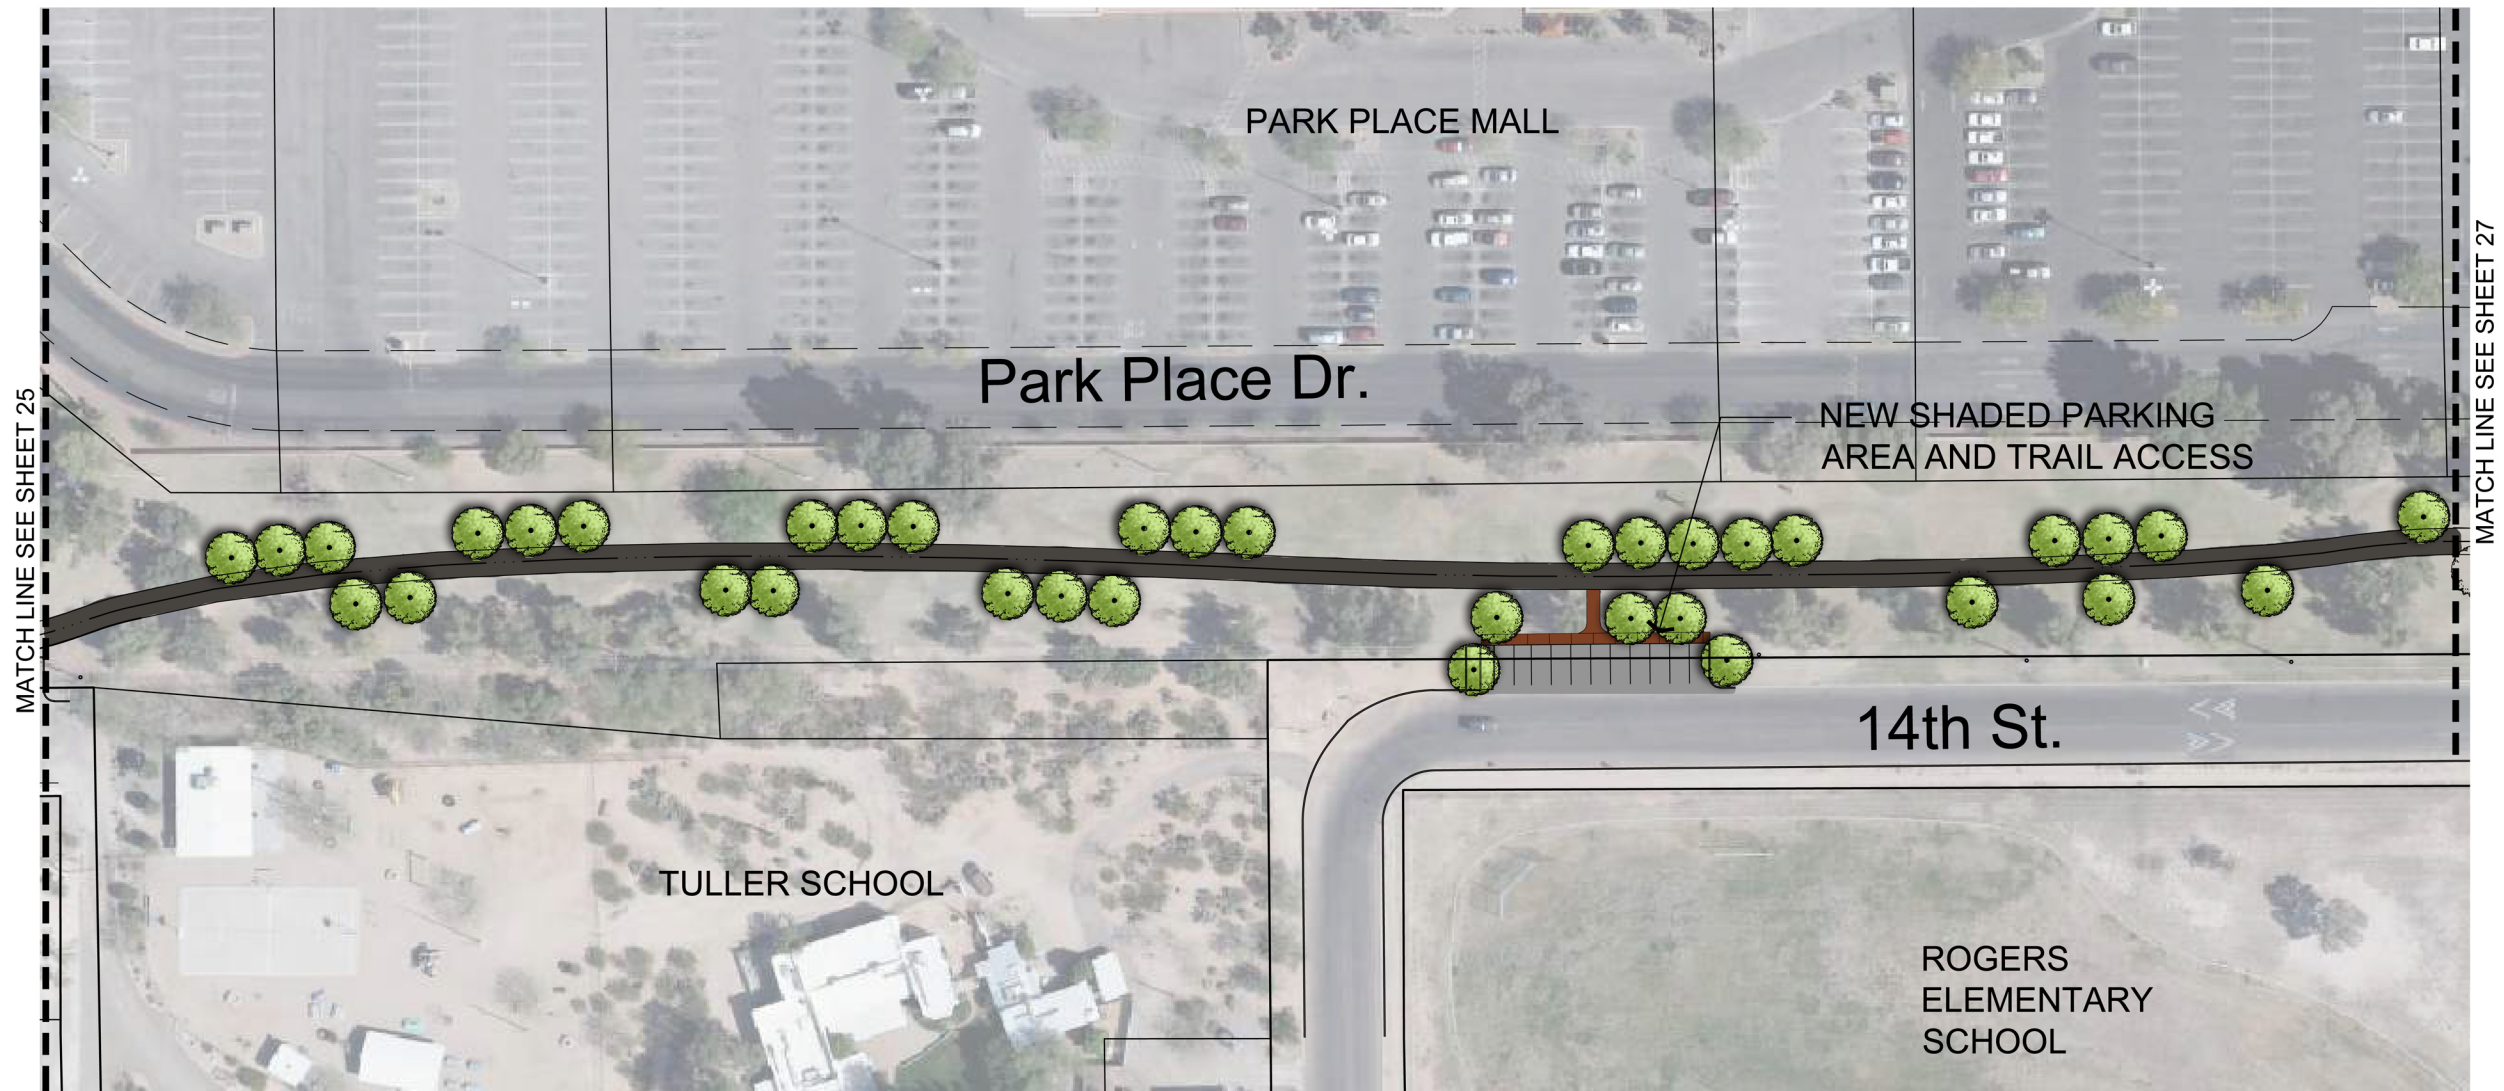 PARK PLACE MALL
MATCH LINE SEE SHEET 25
MATCH LINE SEE SHEET 27
Park Place Dr.
NEW SHADED PARKING
AREA AND TRAIL ACCESS
14th St.
TULLER SCHOOL
ROGERS
ELEMENTARY
SCHOOL